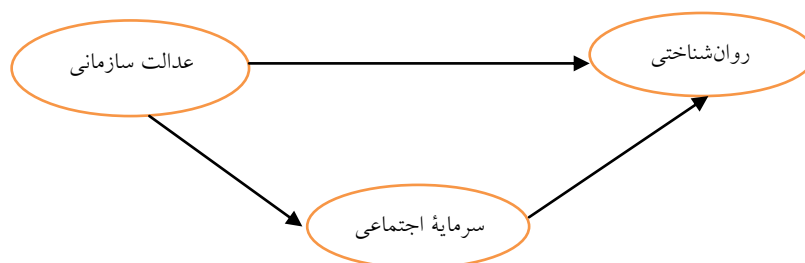 عدالت سازمانی
روان‌شناختی
سرمایۀ اجتماعی